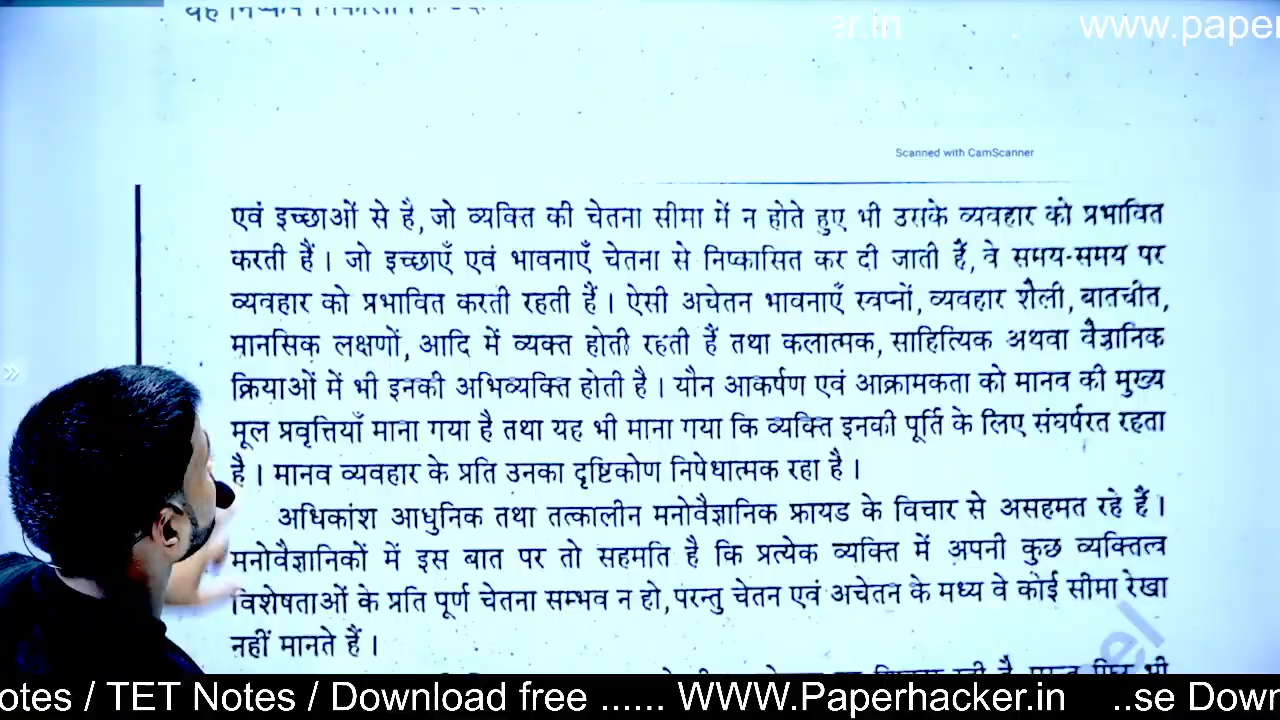 er.in . www.paper
Scanned with CamScanner
एवं इच्छाओं से है, जो व्यक्ति की चेतना सीमा में न होते हुए भी उसके व्यवहार को प्रभावित
करती हैं। जो इच्छाएँ एवं भावनाएँ चेतना से निष्कासित कर दी जाती हैं, वे समय-समय पर
व्यवहार को प्रभावित करती रहती हैं। ऐसी अचेतन भावनाएँ स्वप्नों, व्यवहार शैली, बातचीत,
मानसिक लक्षणों, आदि में व्यक्त होती रहती हैं तथा कलात्मक, साहित्यिक अथवा वैज्ञानिक
क्रियाओं में भी इनकी अभिव्यक्ति होती है। यौन आकर्षण एवं आक्रामकता को मानव की मुख्य
मूल प्रवृत्तियाँ माना गया है तथा यह भी माना गया कि व्यक्ति इनकी पूर्ति के लिए संघर्षरत रहता
है। मानव व्यवहार के प्रति उनका दृष्टिकोण निषेधात्मक रहा है।
अधिकांश आधुनिक तथा तत्कालीन मनोवैज्ञानिक फ्रायड के विचार से असहमत रहे हैं।
मनोवैज्ञानिकों में इस बात पर तो सहमति है कि प्रत्येक व्यक्ति में अपनी कुछ व्यक्तित्व
विशेषताओं के प्रति पूर्ण चेतना सम्भव न हो, परन्तु चेतन एवं अचेतन के मध्य वे कोई सीमा रेखा
नहीं मानते हैं।
otes / TET Notes / Download free ...... WWW.Paperhacker.in ..se Down